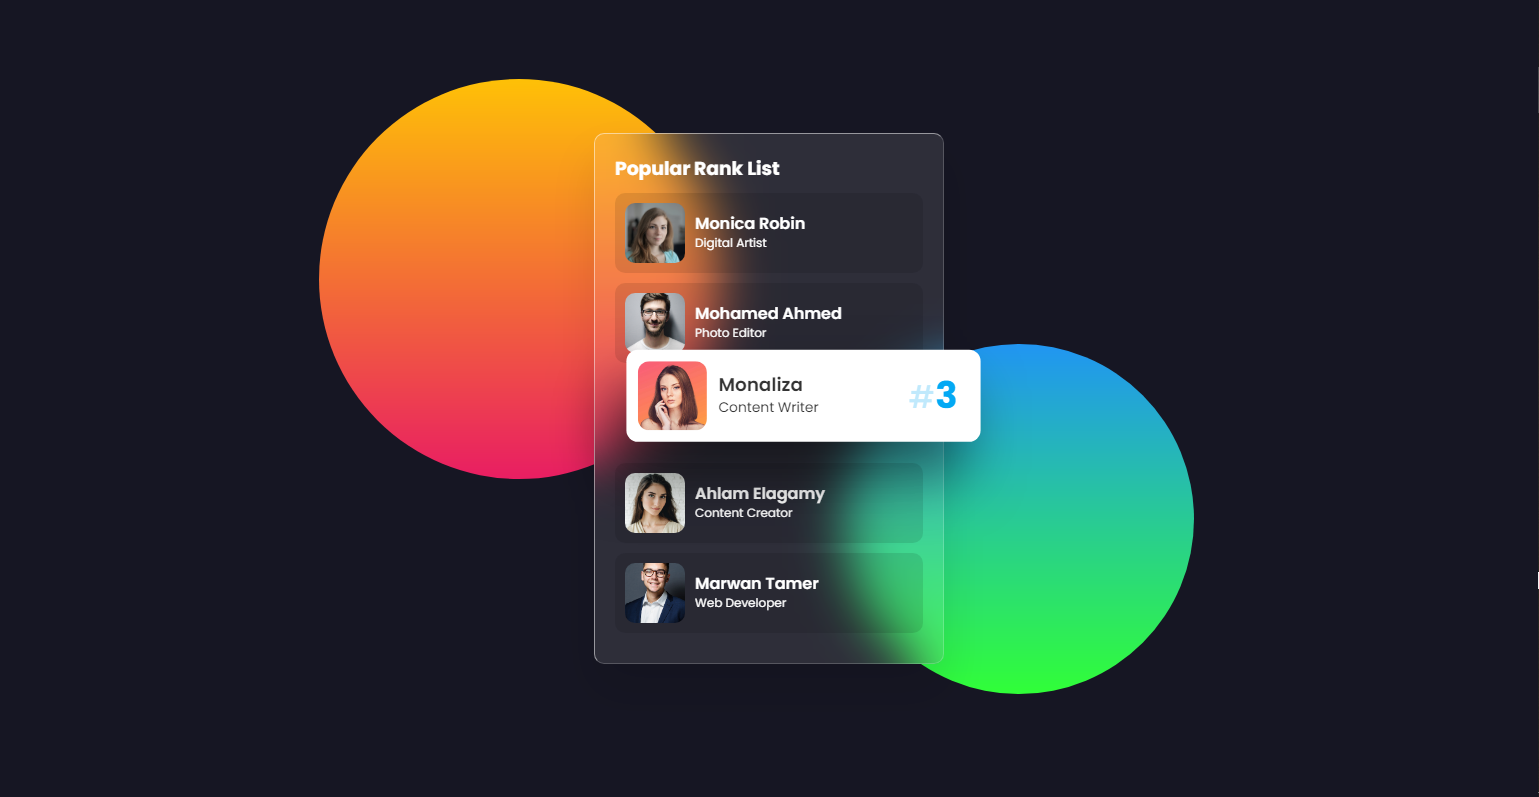 Popular Rank List
Monica Robin
Digital Artist
Mohamed Ahmed
Photo Editor
Monaliza
Content Writer
#3
Ahlam Elagamy
Content Creator
Marwan Tamer
Web Developer